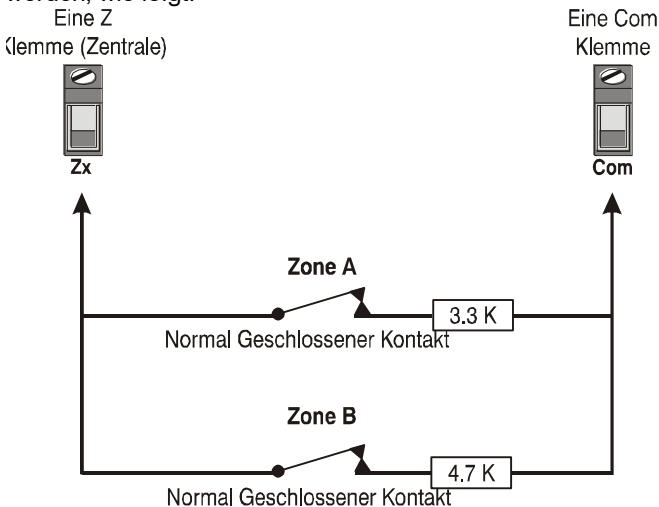 Eine Z
Klemme (Zentrale)
Eine Com
Klemme
Zx
Com
Zone A
3.3 K
Normal Geschlossener Kontakt
Zone B
4.7 K
Normal Geschlossener Kontakt